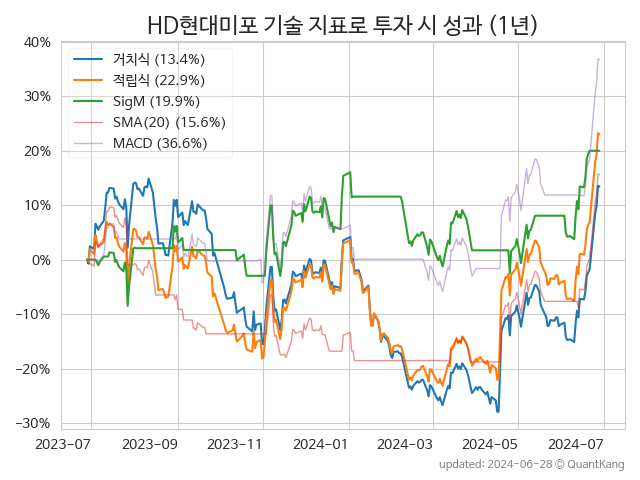 HD현대미포 기술 지표로 투자 시 성과 (1년)
40%
30%
20%
10%
0%
−10%
−20%
−30%
거치식 (13.4%)
적립식 (22.9%)
SigM (19.9%)
SMA(20) (15.6%)
MACD (36.6%)
2023-07 2023-09 2023-11 2024-01 2024-03 2024-05 2024-07
updated: 2024-06-28 © QuantKang